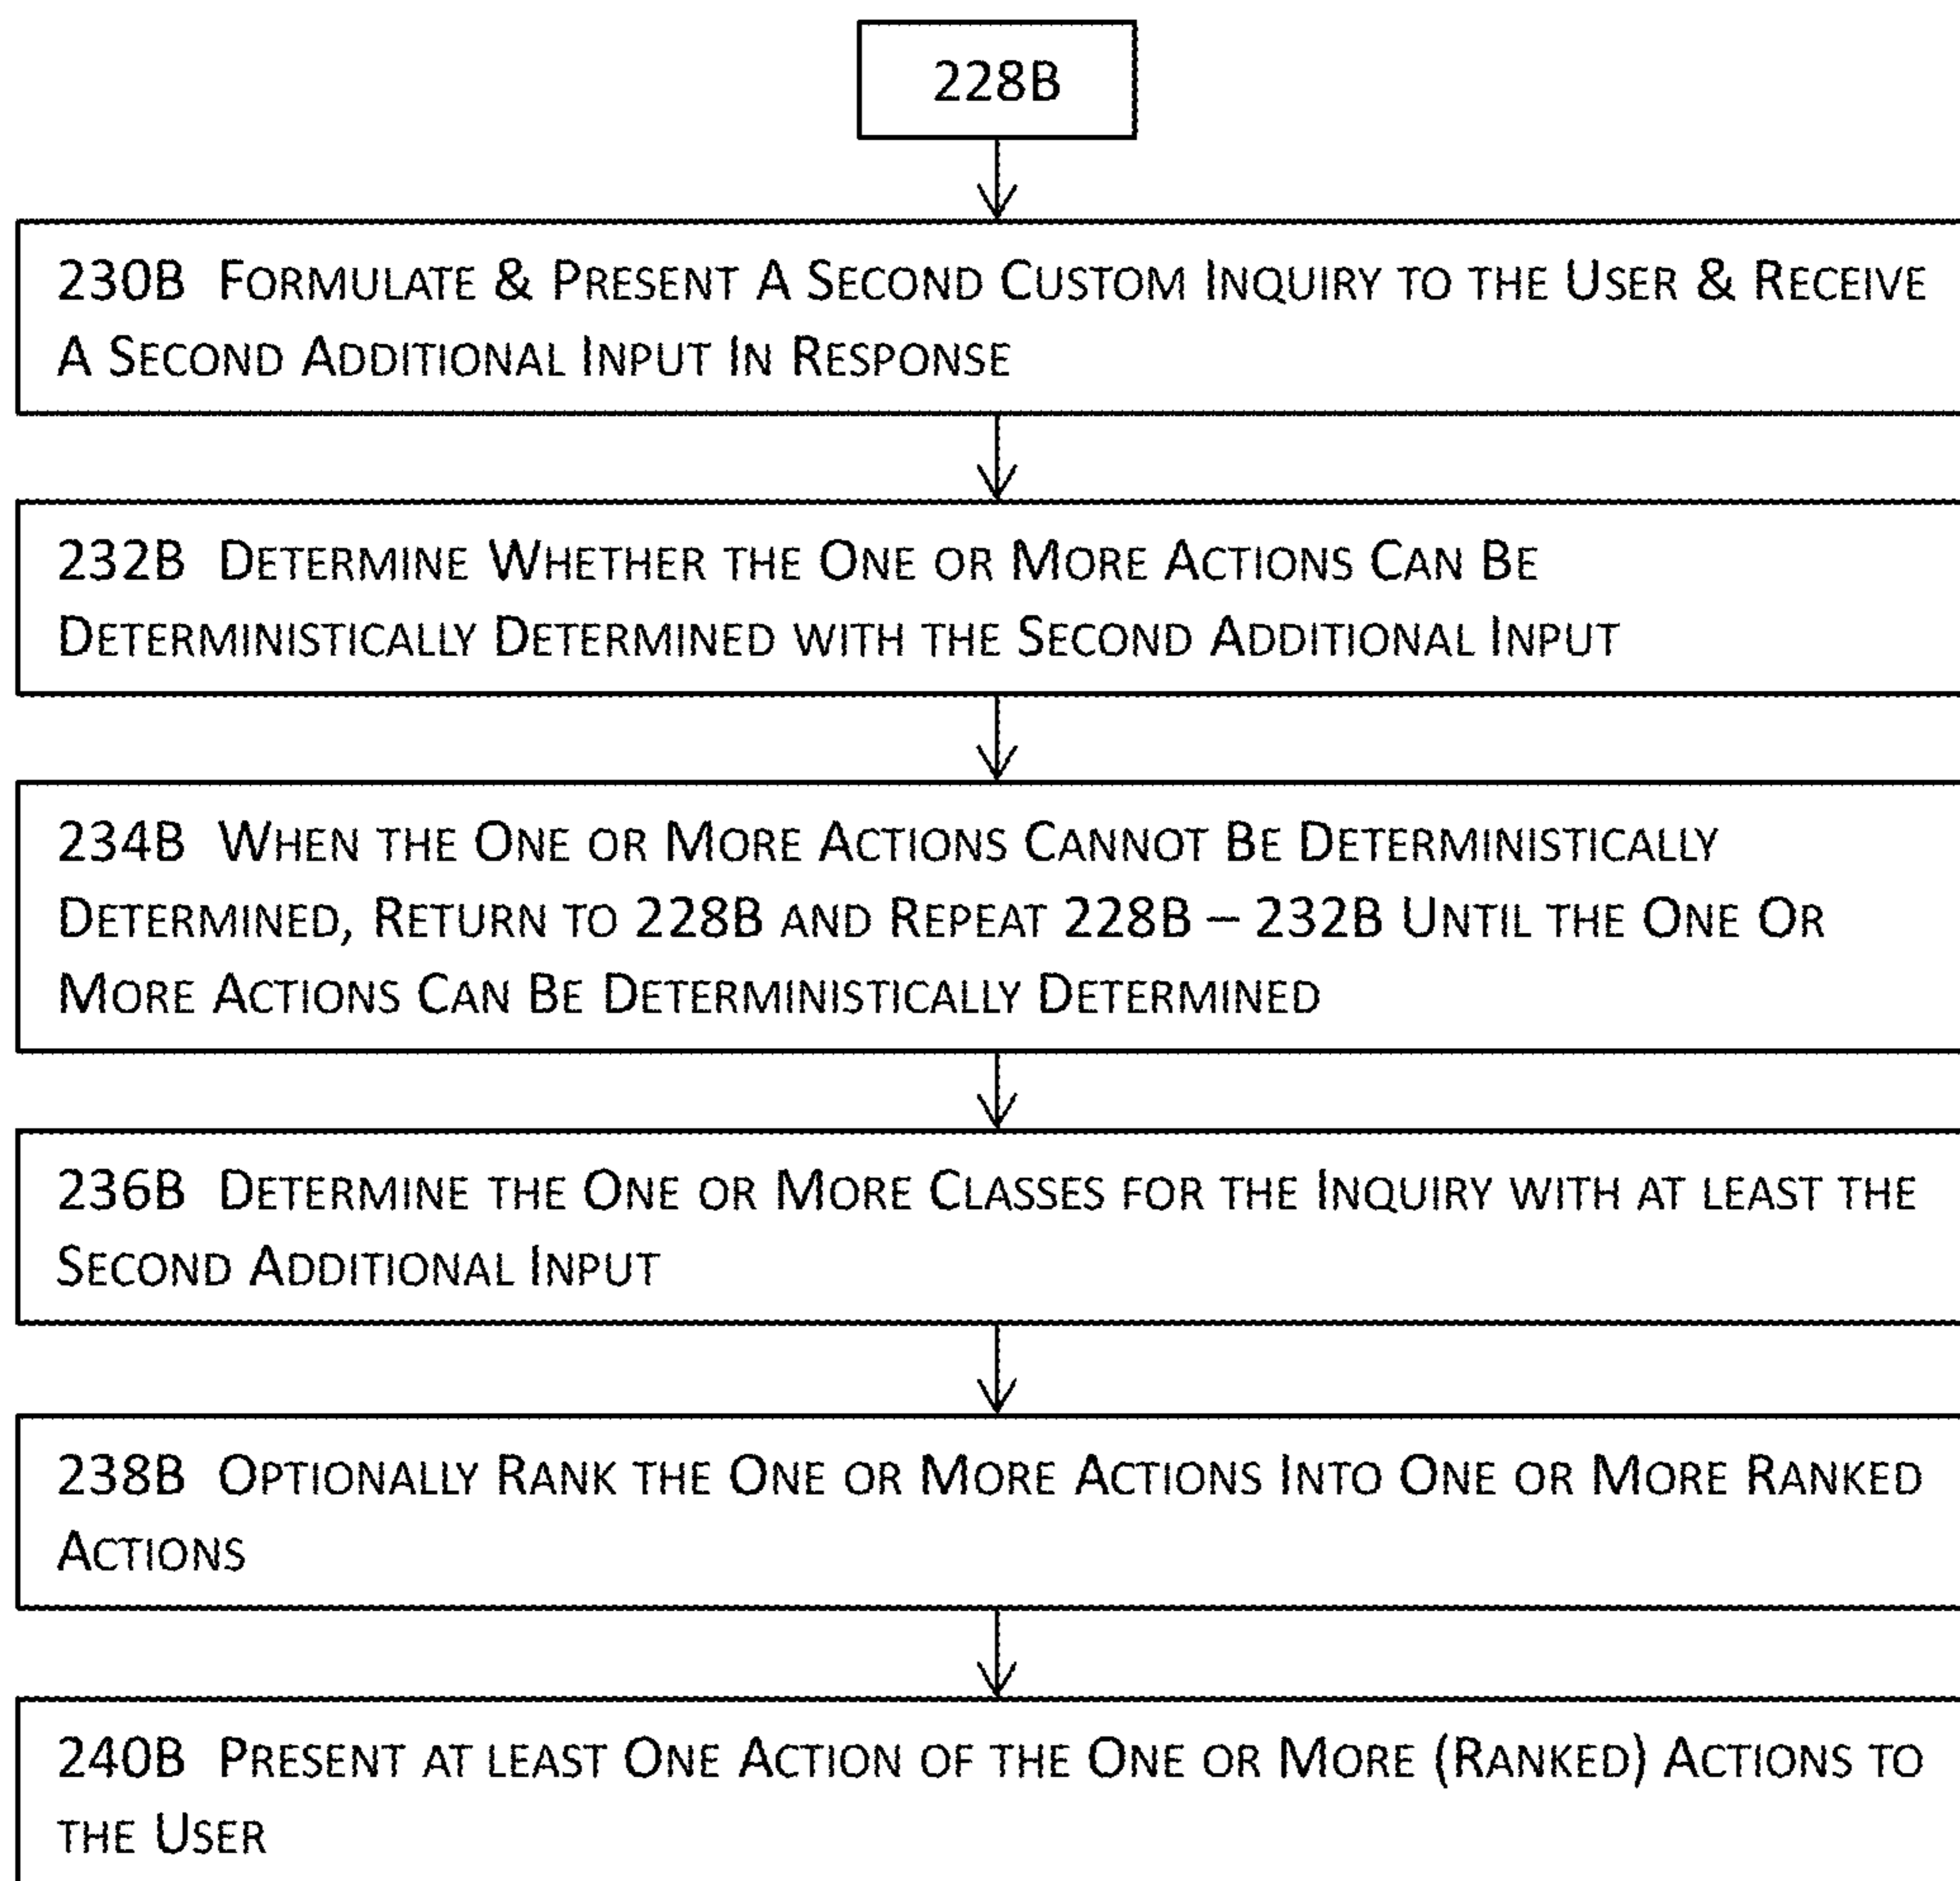 228B
230B Formulate & Present A Second Custom Inquiry to the User & Receive
A Second Additional Input In Response
232B Determine Whether the One or More Actions Can Be
Deterministically Determined with the Second Additional Input
234B When the One or More Actions Cannot Be Deterministically
Determined, Return to 228B and Repeat 228B – 232B Until the One Or
More Actions Can Be Deterministically Determined
236B Determine the One or More Classes for the Inquiry with at least the
Second Additional Input
238B Optionally Rank the One or More Actions Into One or More Ranked
Actions
240B Present at least One Action of the One or More (Ranked) Actions to
the User